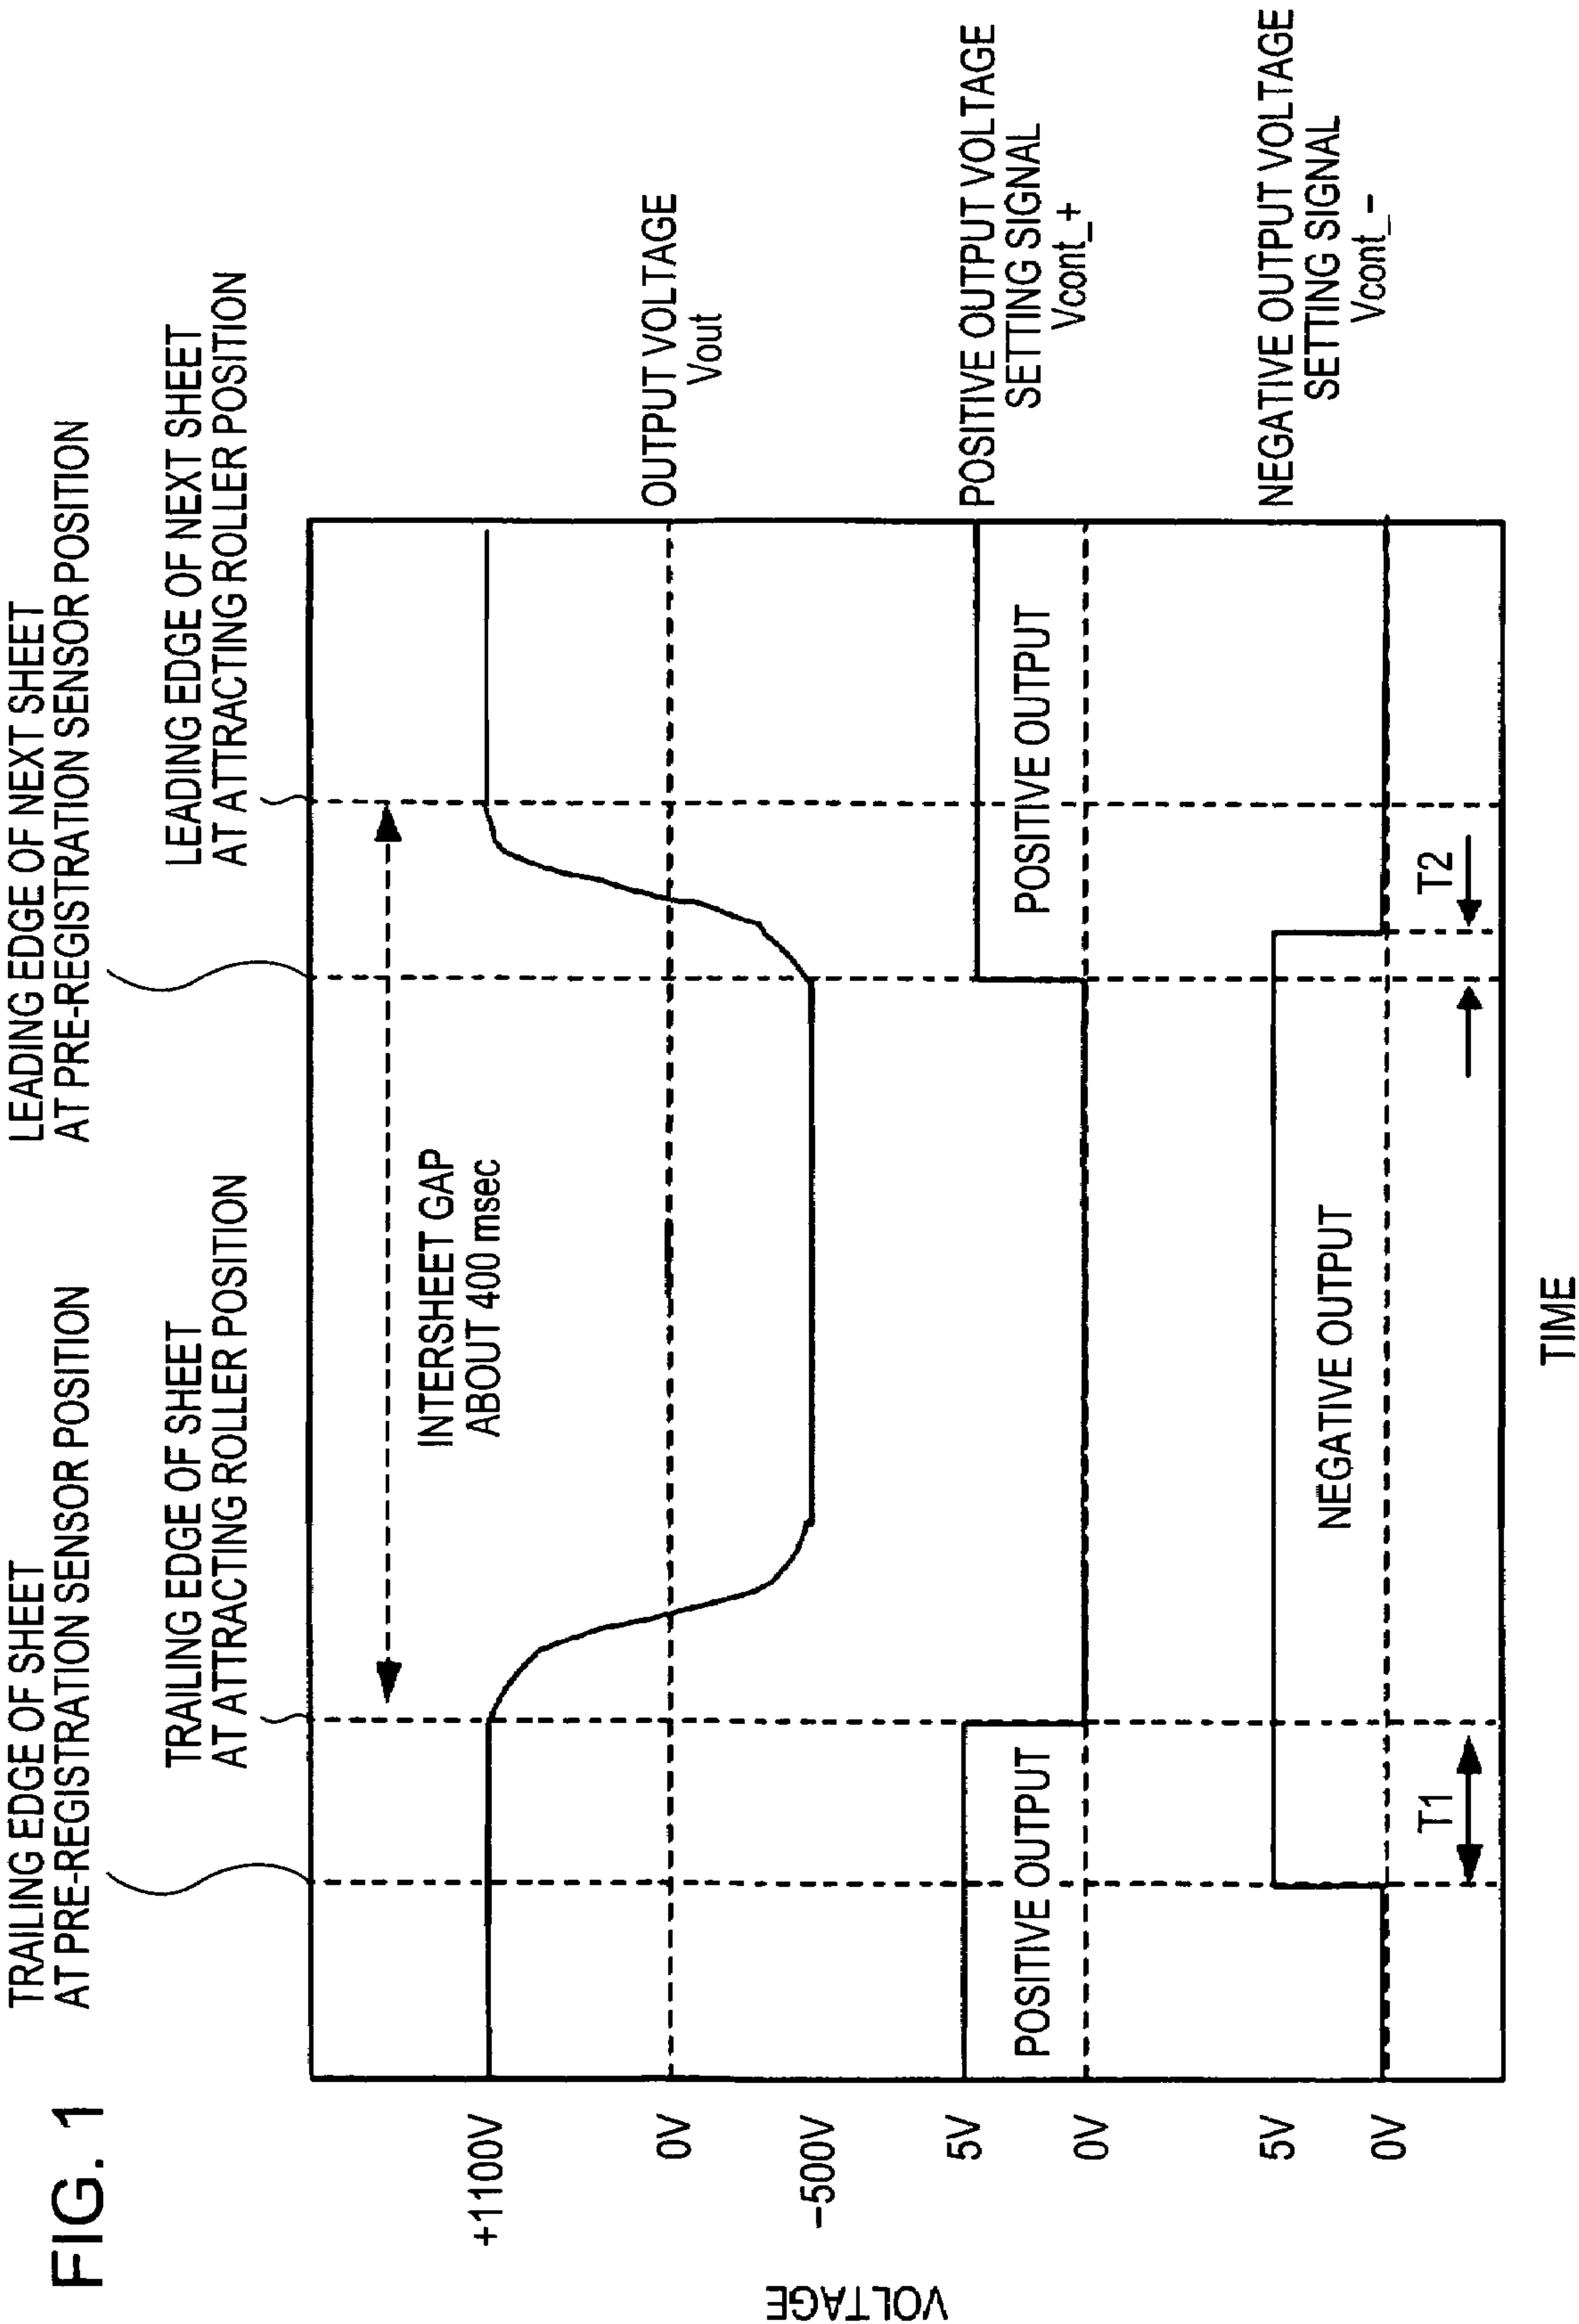 FIG. 1
TRAILING EDGE OF SHEET
AT PRE-REGISTRATION SENSOR POSITION
LEADING EDGE OF NEXT SHEET
AT PRE-REGISTRATION SENSOR POSITION
TRAILING EDGE OF SHEET
AT ATTRACTING ROLLER POSITION
LEADING EDGE OF NEXT SHEET
AT ATTRACTING ROLLER POSITION
INTERSHEET GAP
ABOUT 400 msec
VOLTAGE
+1100V
0V
-500V
5V
0V
5V
0V
OUTPUT VOLTAGE
Vout
POSITIVE OUTPUT VOLTAGE
SETTING SIGNAL
Vcont_+
NEGATIVE OUTPUT VOLTAGE
SETTING SIGNAL
Vcont_-
POSITIVE OUTPUT
POSITIVE OUTPUT
NEGATIVE OUTPUT
T1
T2
TIME